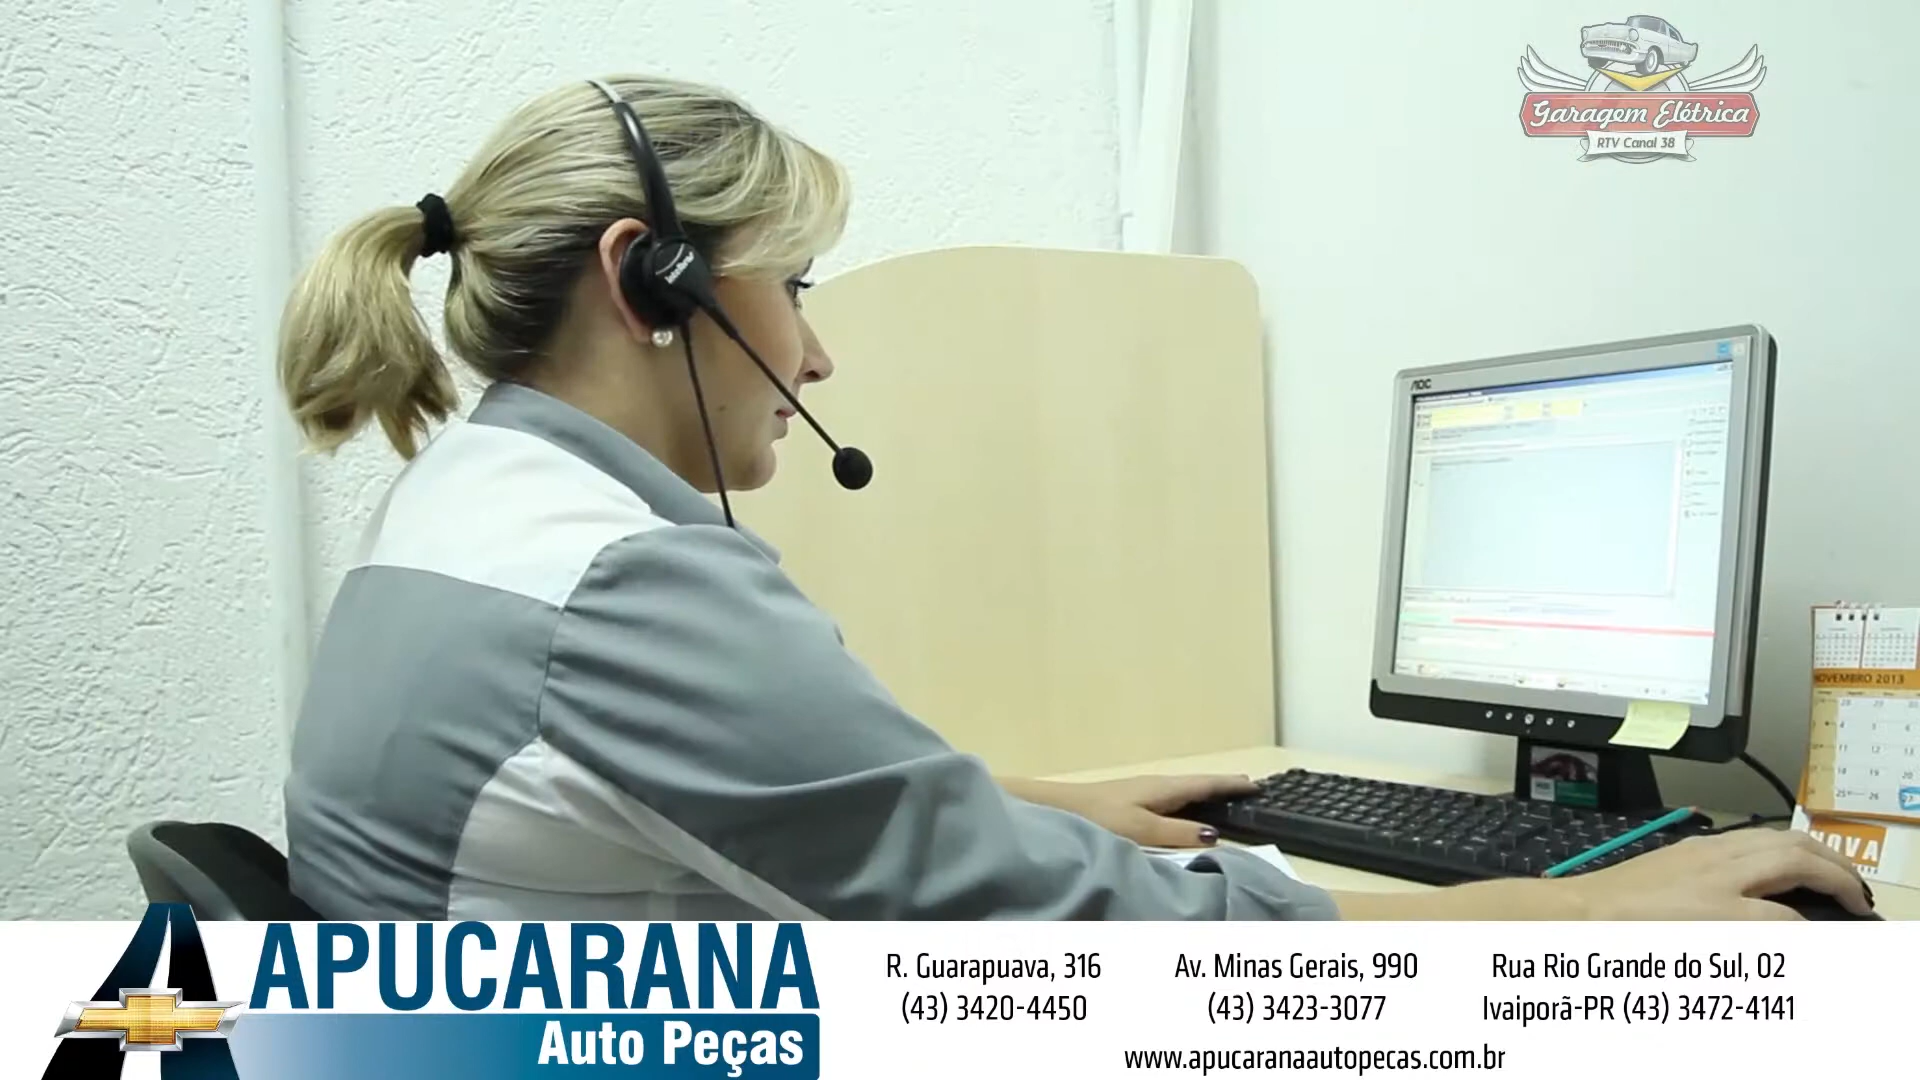 Garagem Elétrica
RTV Canal 38
intelbras
AOC
NOVEMBRO 2013
NOVA
APUCARANA
Auto Peças
R. Guarapuava, 316
(43) 3420-4450
Av. Minas Gerais, 990
(43) 3423-3077
Rua Rio Grande do Sul, 02
Ivaiporã-PR (43) 3472-4141
www.apucaranaautopecas.com.br